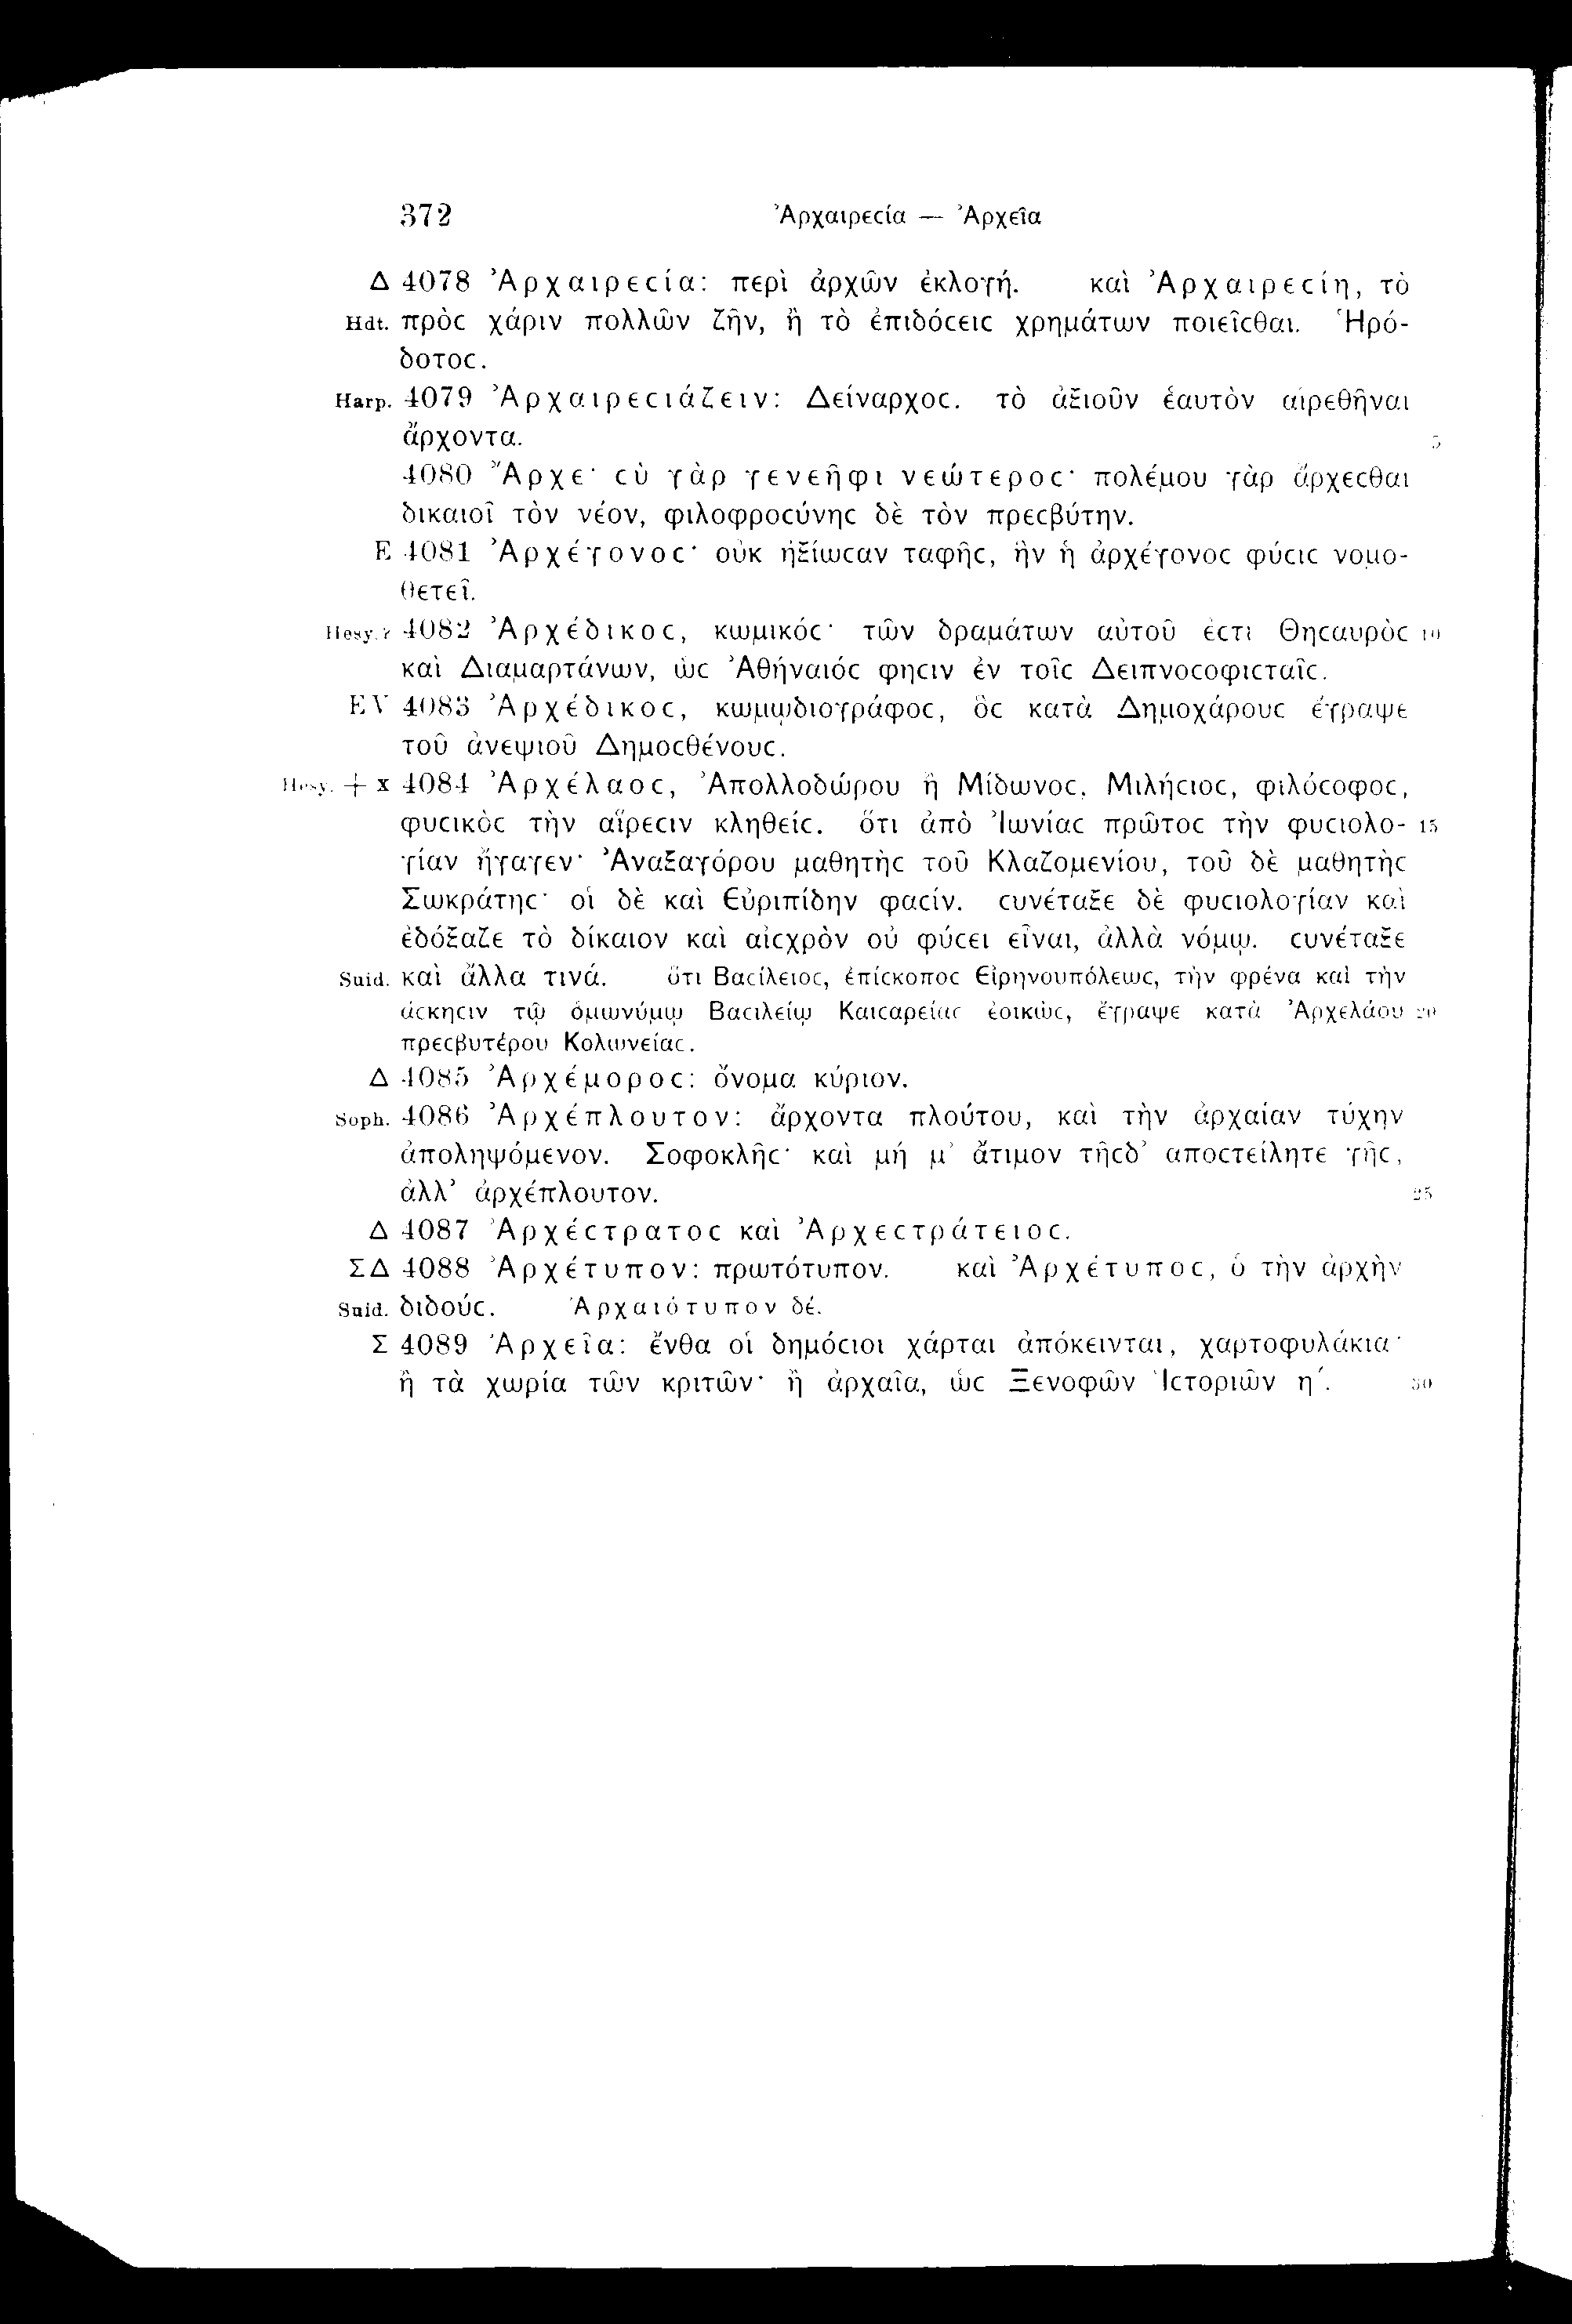 372 Ἀρχαιρεϲία — Ἀρχεῖα
Δ 4078 Ἀρχαιρεϲία: περὶ ἀρχῶν ἐκλογή. καὶ Ἀρχαιρεϲίη, τὸ
Hdt. πρὸϲ χάριν πολλῶν ζῆν, ἢ τὸ ἐπιδόϲειϲ χρημάτων ποιεῖϲθαι. Ἡρό-
δοτοϲ.
Harp. 4079 Ἀρχαιρεϲιάζειν: Δείναρχοϲ. τὸ ἀξιοῦν ἑαυτὸν αἱρεθῆναι
ἄρχοντα. 5
4080 Ἄρχε· ϲὺ γὰρ γενεῆφι νεώτεροϲ· πολέμου γὰρ ἄρχεϲθαι
δικαιοῖ τὸν νέον, φιλοφροϲύνηϲ δὲ τὸν πρεϲβύτην.
E 4081 Ἀρχέγονοϲ· οὐκ ἠξίωϲαν ταφῆϲ, ἣν ἡ ἀρχέγονοϲ φύϲιϲ νομο-
θετεῖ.
Hesy.? 4082 Ἀρχέδικοϲ, κωμικόϲ· τῶν δραμάτων αὐτοῦ ἐϲτι Θηϲαυρὸϲ 10
καὶ Διαμαρτάνων, ὡϲ Ἀθήναιόϲ φηϲιν ἐν τοῖϲ Δειπνοϲοφιϲταῖϲ.
EV 4083 Ἀρχέδικοϲ, κωμῳδιογράφοϲ, ὃϲ κατὰ Δημοχάρουϲ ἔγραψε
τοῦ ἀνεψιοῦ Δημοϲθένουϲ.
Hesy. + x 4084 Ἀρχέλαοϲ, Ἀπολλοδώρου ἢ Μίδωνοϲ, Μιλήϲιοϲ, φιλόϲοφοϲ,
φυϲικὸϲ τὴν αἵρεϲιν κληθείϲ. ὅτι ἀπὸ Ἰωνίαϲ πρῶτοϲ τὴν φυϲιολο- 15
γίαν ἤγαγεν· Ἀναξαγόρου μαθητὴϲ τοῦ Κλαζομενίου, τοῦ δὲ μαθητὴϲ
Σωκράτηϲ· οἱ δὲ καὶ Εὐριπίδην φαϲίν. ϲυνέταξε δὲ φυϲιολογίαν καὶ
ἐδόξαζε τὸ δίκαιον καὶ αἰϲχρὸν οὐ φύϲει εἶναι, ἀλλὰ νόμῳ. ϲυνέταξε
Suid. καὶ ἄλλα τινά. ὅτι Βαϲίλειοϲ, ἐπίϲκοποϲ Εἰρηνουπόλεωϲ, τὴν φρένα καὶ τὴν
ἄϲκηϲιν τῷ ὁμωνύμῳ Βαϲιλείῳ Καιϲαρείαϲ ἐοικὼϲ, ἔγραψε κατὰ Ἀρχελάου 20
πρεϲβυτέρου Κολωνείαϲ.
Δ 4085 Ἀρχέμοροϲ: ὄνομα κύριον.
Soph. 4086 Ἀρχέπλουτον: ἄρχοντα πλούτου, καὶ τὴν ἀρχαίαν τύχην
ἀποληψόμενον. Σοφοκλῆϲ· καὶ μή μ’ ἄτιμον τῆϲδ’ αποϲτείλητε γῆϲ,
ἀλλ’ ἀρχέπλουτον. 25
Δ 4087 Ἀρχέϲτρατοϲ καὶ Ἀρχεϲτράτειοϲ.
ΣΔ 4088 Ἀρχέτυπον: πρωτότυπον. καὶ Ἀρχέτυποϲ, ὁ τὴν ἀρχὴν
Suid. διδούϲ. Ἀρχαιότυπον δέ.
Σ 4089 Ἀρχεῖα: ἔνθα οἱ δημόϲιοι χάρται ἀπόκεινται, χαρτοφυλάκια·
ἢ τὰ χωρία τῶν κριτῶν· ἢ ἀρχαῖα, ὡϲ Ξενοφῶν Ἱϲτοριῶν η΄. 30